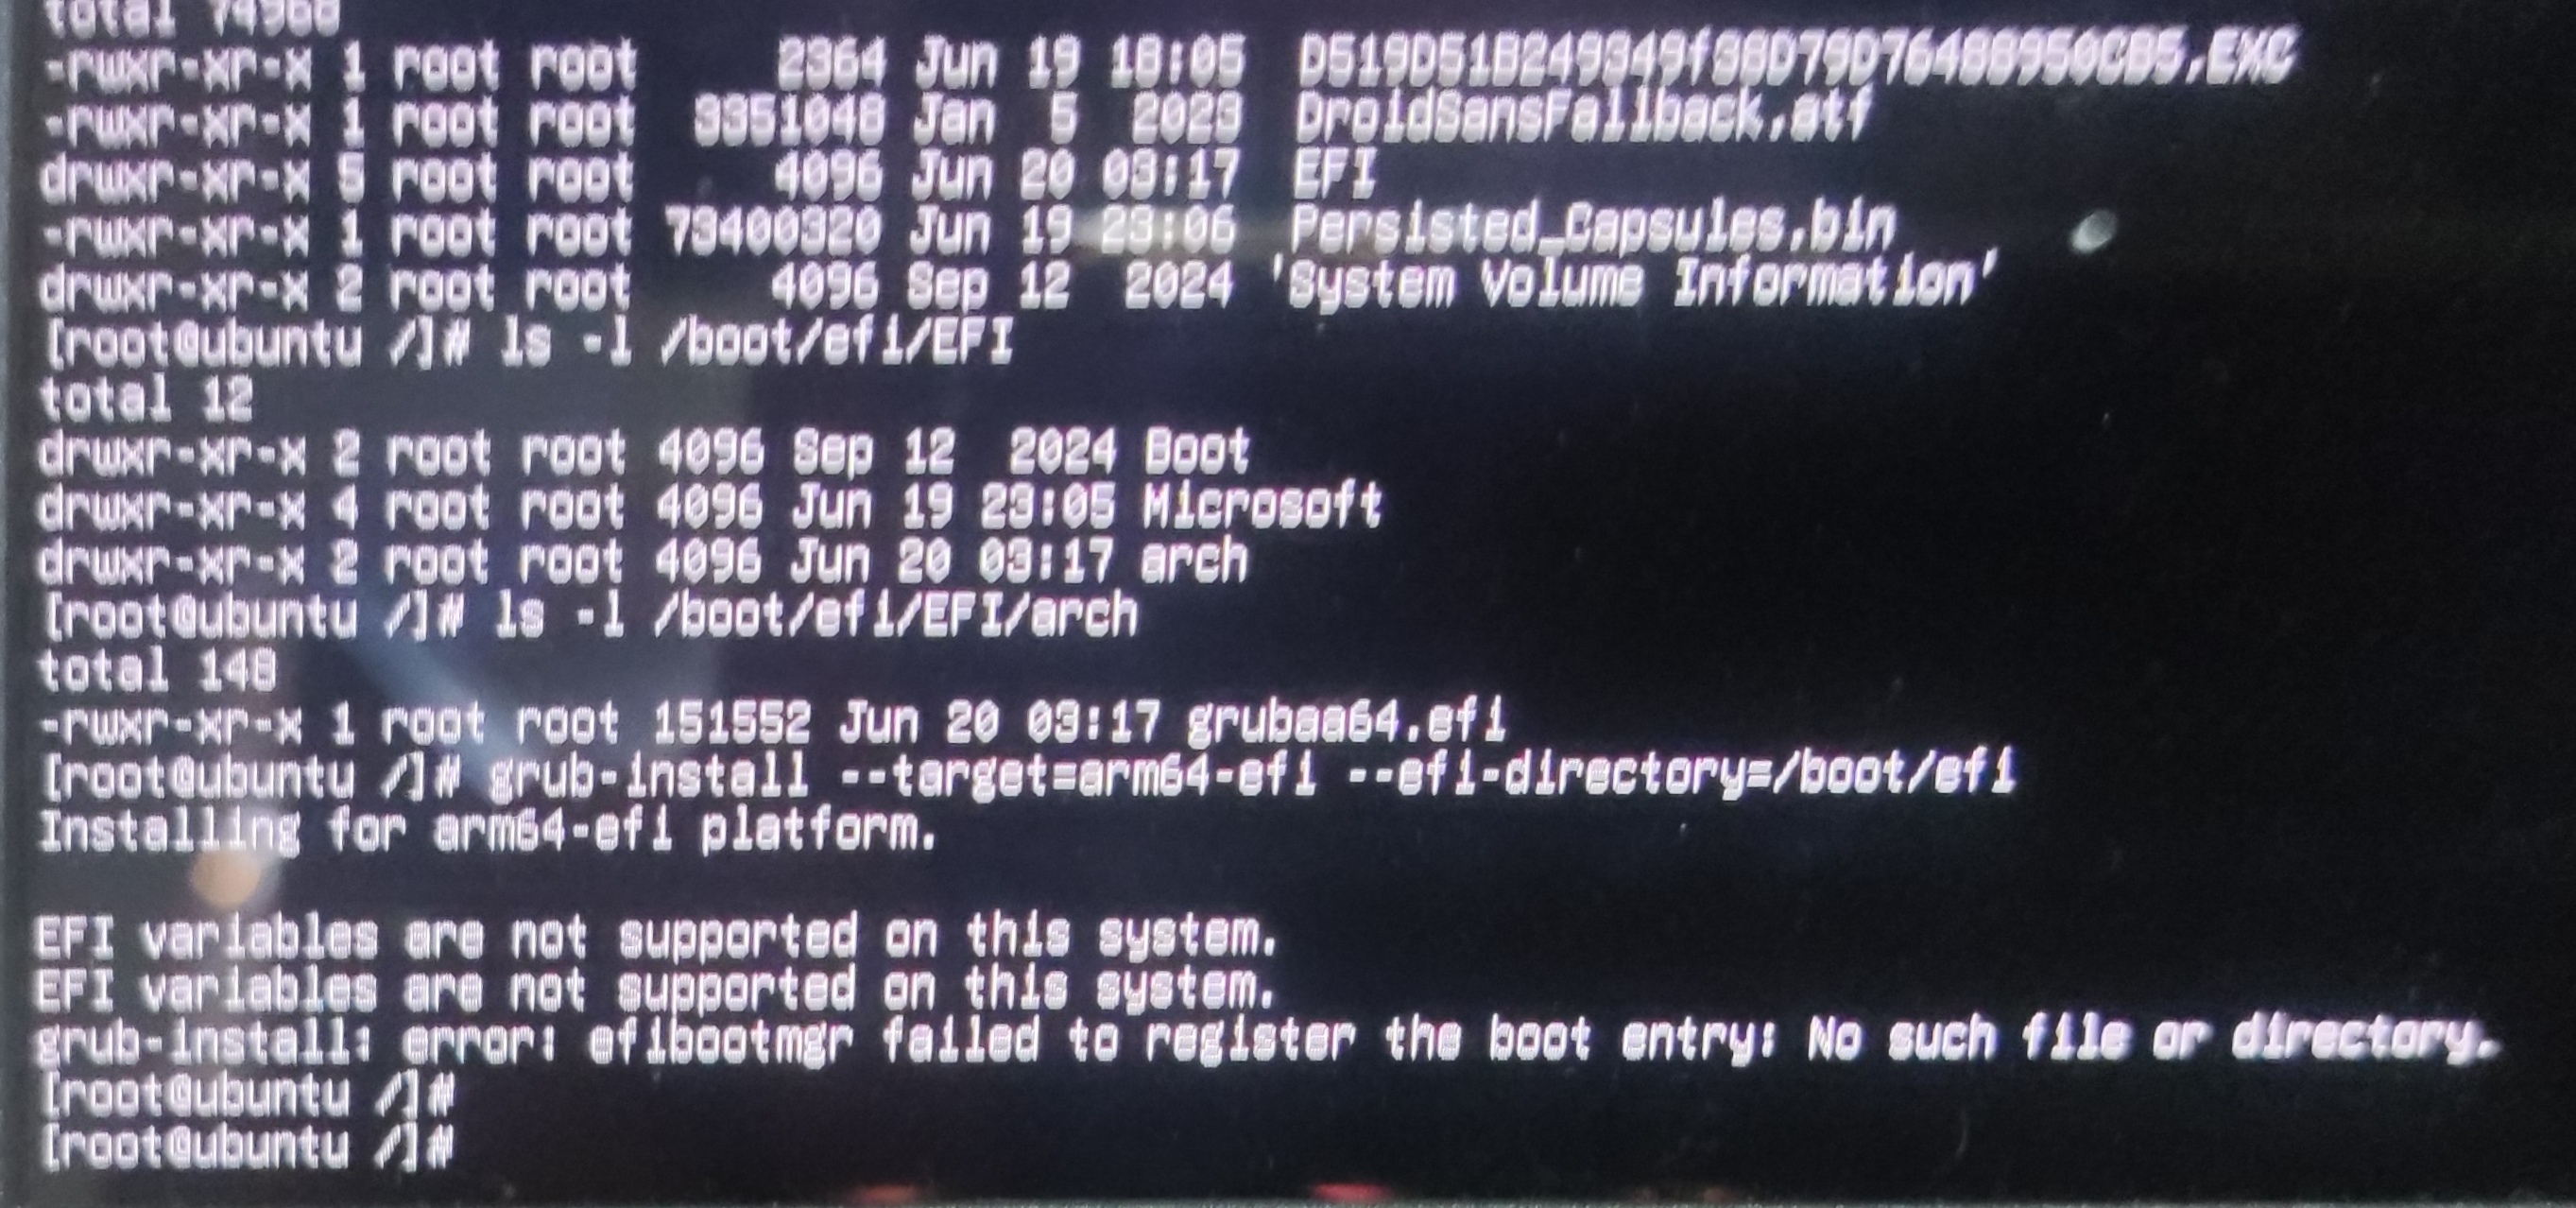 total 74968
-rwxr-xr-x 1 root root 2364 Jun 19 18:05 D519D51B249349f38D79D76488950CB5.EXC
-rwxr-xr-x 1 root root 3351048 Jan 5 2023 DroidSansFallback.atf
drwxr-xr-x 5 root root 4096 Jun 20 03:17 EFI
-rwxr-xr-x 1 root root 73400320 Jun 19 23:06 Persisted_Capsules.bin
drwxr-xr-x 2 root root 4096 Sep 12 2024 'System Volume Information'
[root@ubuntu /]# ls -l /boot/efi/EFI
total 12
drwxr-xr-x 2 root root 4096 Sep 12 2024 Boot
drwxr-xr-x 4 root root 4096 Jun 19 23:05 Microsoft
drwxr-xr-x 2 root root 4096 Jun 20 03:17 arch
[root@ubuntu /]# ls -l /boot/efi/EFI/arch
total 148
-rwxr-xr-x 1 root root 151552 Jun 20 03:17 grubaa64.efi
[root@ubuntu /]# grub-install --target=arm64-efi --efi-directory=/boot/efi
Installing for arm64-efi platform.
EFI variables are not supported on this system.
EFI variables are not supported on this system.
grub-install: error: efibootmgr failed to register the boot entry: No such file or directory.
[root@ubuntu /]#
[root@ubuntu /]#